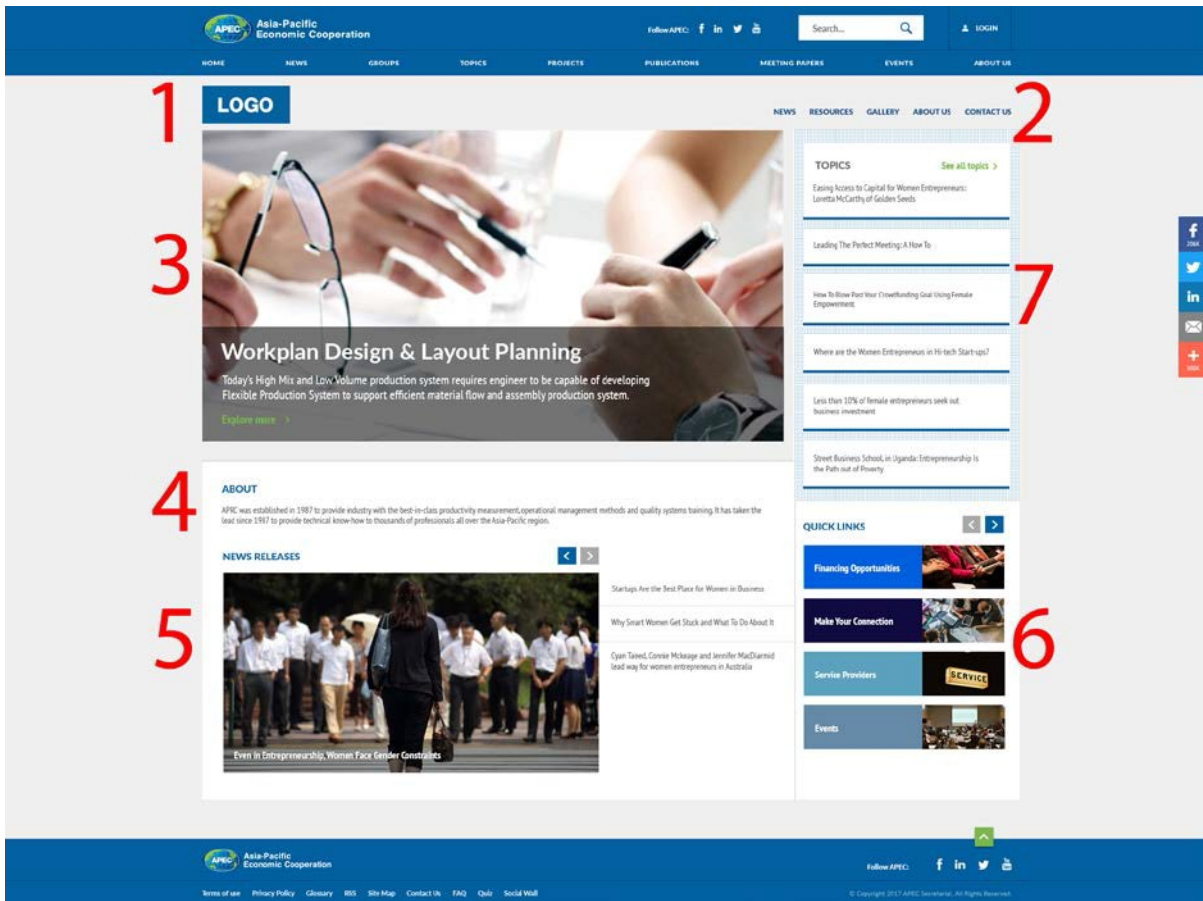 APEC
Asia-Pacific
Economic Cooperation
Follow APEC:
Search...
LOGIN
HOME NEWS GROUPS TOPICS PROJECTS PUBLICATIONS MEETING PAPERS EVENTS ABOUT US
1
LOGO
NEWS RESOURCES GALLERY ABOUT US CONTACT US
2
3
Workplan Design & Layout Planning
Today's High Mix and Low Volume production system requires engineer to be capable of developing
Flexible Production System to support efficient material flow and assembly production system.
Explore more >
TOPICS
See all topics >
Easing Access to Capital for Women Entrepreneurs:
Loretta McCarthy of Golden Seeds
Leading The Perfect Meeting: A How To
How To Blow Past Your Crowdfunding Goal Using Female
Empowerment
Where are the Women Entrepreneurs in Hi-tech Start-ups?
Less than 10% of female entrepreneurs seek out
business investment
Street Business School, in Uganda: Entrepreneurship Is
the Path out of Poverty
7
4
ABOUT
was established in 1987 to provide industry with the best-in-class productivity measurement, operational management methods and quality systems training. It has taken the
lead since 1987 to provide technical know-how to thousands of professionals all over the Asia-Pacific region.
5
NEWS RELEASES
Even in Entrepreneurship, Women Face Gender Constraints
Startups Are the Best Place for Women in Business
Why Smart Women Get Stuck and What To Do About It
Cyan Taeed, Connie Mckeage and Jennifer MacDiarmid
lead way for women entrepreneurs in Australia
QUICK LINKS
Financing Opportunities
Make Your Connection
Service Providers
SERVICE
Events
6
APEC
Asia-Pacific
Economic Cooperation
Follow APEC:
Terms of use Privacy Policy Glossary RSS Site Map Contact Us FAQ Quiz Social Wall
© Copyright 2017 APEC Secretariat. All Rights Reserved.